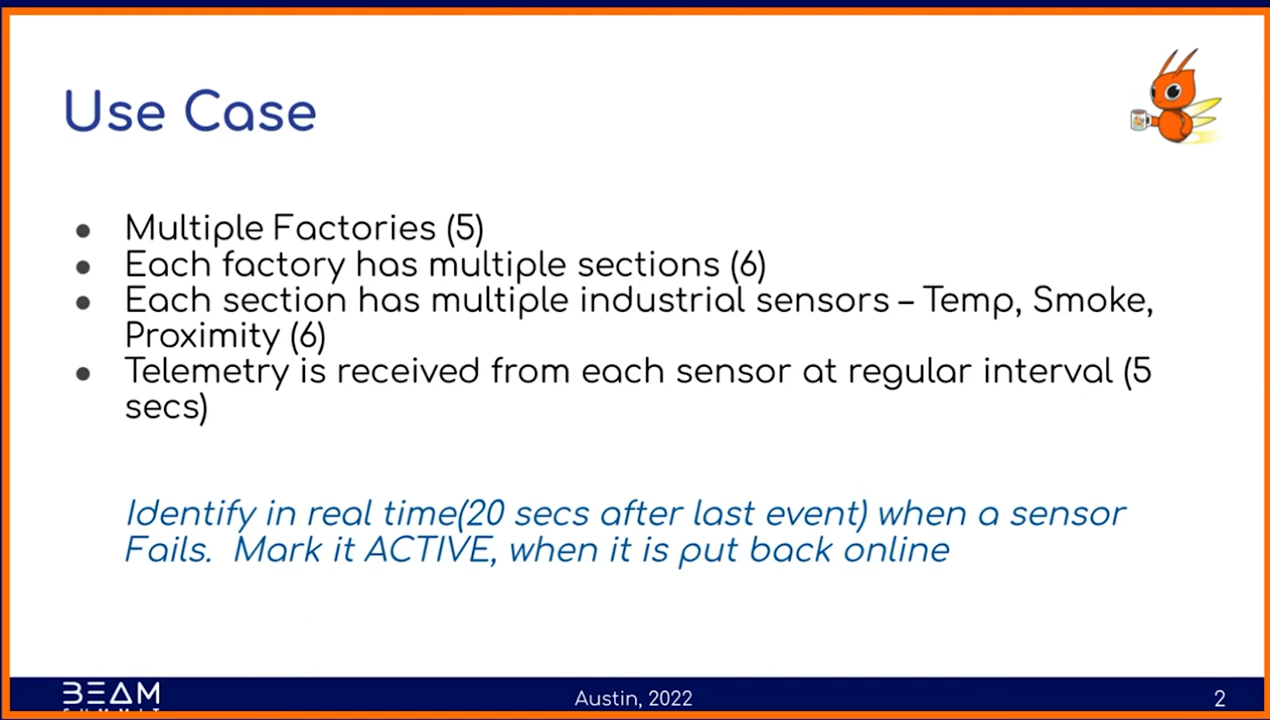 Use Case
● Multiple Factories (5)
● Each factory has multiple sections (6)
● Each section has multiple industrial sensors – Temp, Smoke,
Proximity (6)
● Telemetry is received from each sensor at regular interval (5
secs)
Identify in real time(20 secs after last event) when a sensor
Fails. Mark it ACTIVE, when it is put back online
BEAM
SUMMIT
Austin, 2022
2